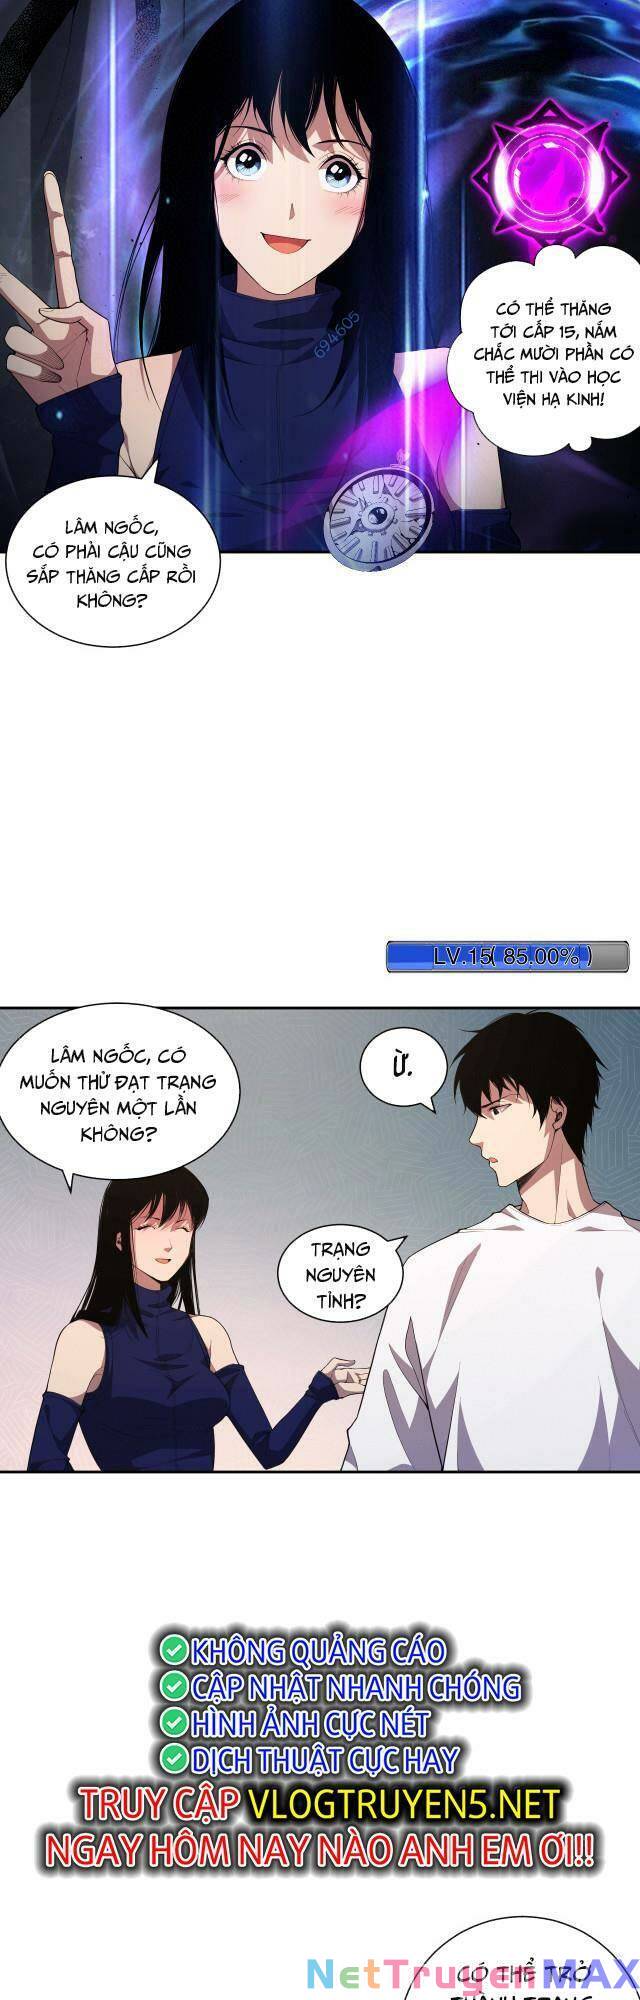 CÓ THỂ THĂNG
TỚI CẤP 15, NẮM
CHẮC MƯỜI PHẦN CÓ
THỂ THI VÀO HỌC
VIỆN HẠ KINH!
694605
LÂM NGỐC,
CÓ PHẢI CẬU CŨNG
SẮP THĂNG CẤP RỒI
KHÔNG?
LV.15( 85.00% )
LÂM NGỐC, CÓ
MUỐN THỬ ĐẠT TRẠNG
NGUYÊN MỘT LẦN
KHÔNG?
Ừ.
TRẠNG
NGUYÊN
TỈNH?
KHÔNG QUẢNG CÁO
CẬP NHẬT NHANH CHÓNG
HÌNH ẢNH CỰC NÉT
DỊCH THUẬT CỰC HAY
TRUY CẬP VLOGTRUYEN5.NET
NGAY HÔM NAY NÀO ANH EM ƠI!!
CÓ THỂ TRỞ
THÀNH TRẠNG
NetTruyenMAX